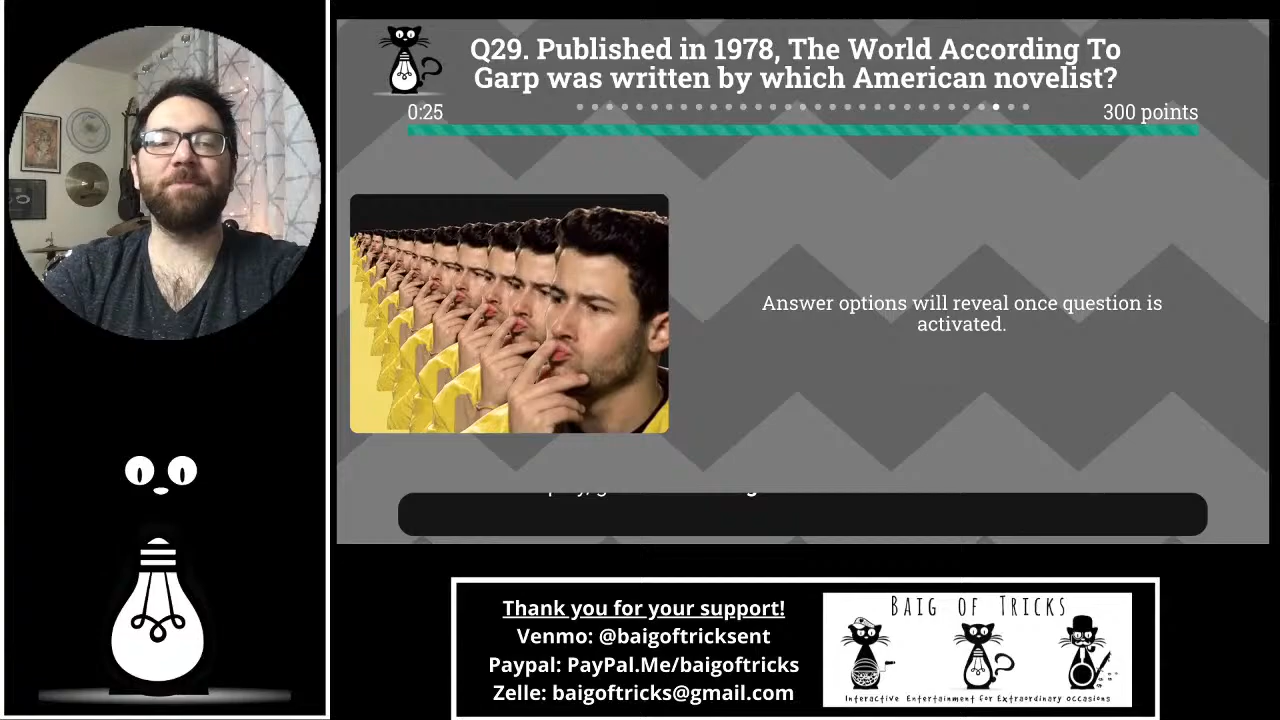 Q29. Published in 1978, The World According To
Garp was written by which American novelist?
0:25
300 points
Answer options will reveal once question is
activated.
Thank you for your support!
Venmo: @baigoftricksent
Paypal: PayPal.Me/baigoftricks
Zelle: baigoftricks@gmail.com
BAIG OF TRICKS
Interactive Entertainment for Extraordinary occasions